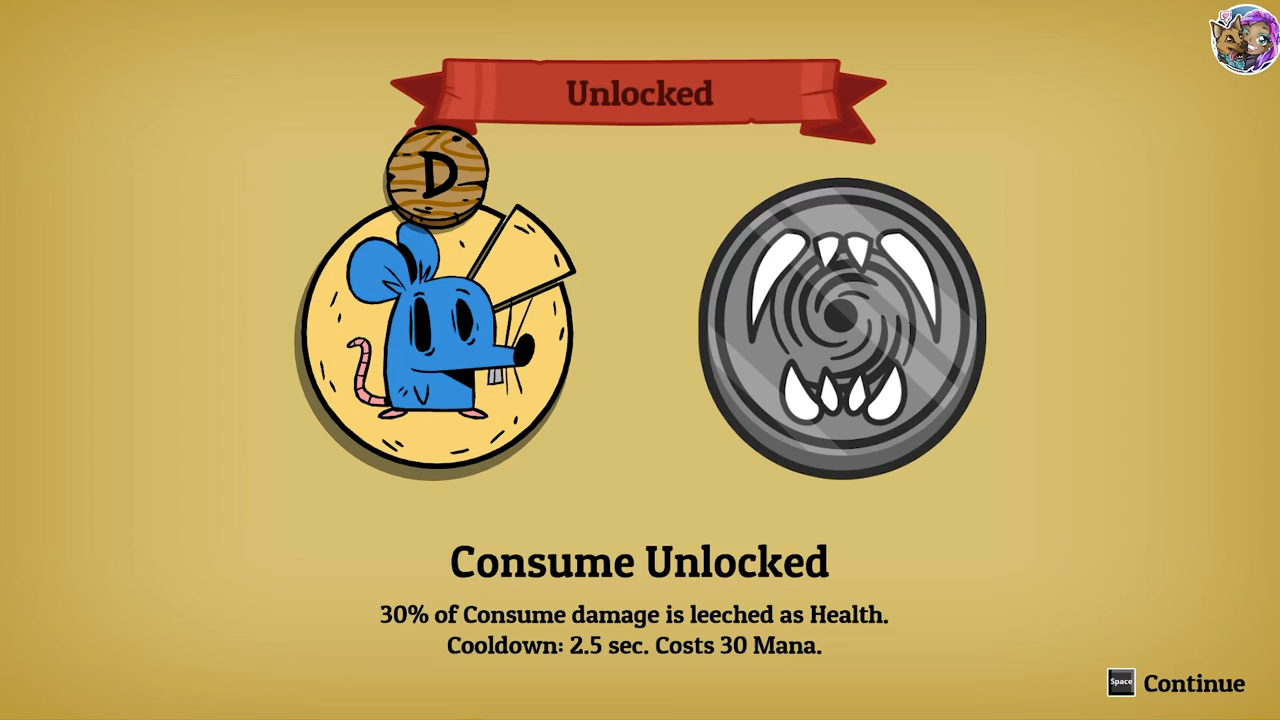 Unlocked
D
Consume Unlocked
30% of Consume damage is leeched as Health.
Cooldown: 2.5 sec. Costs 30 Mana.
Space Continue